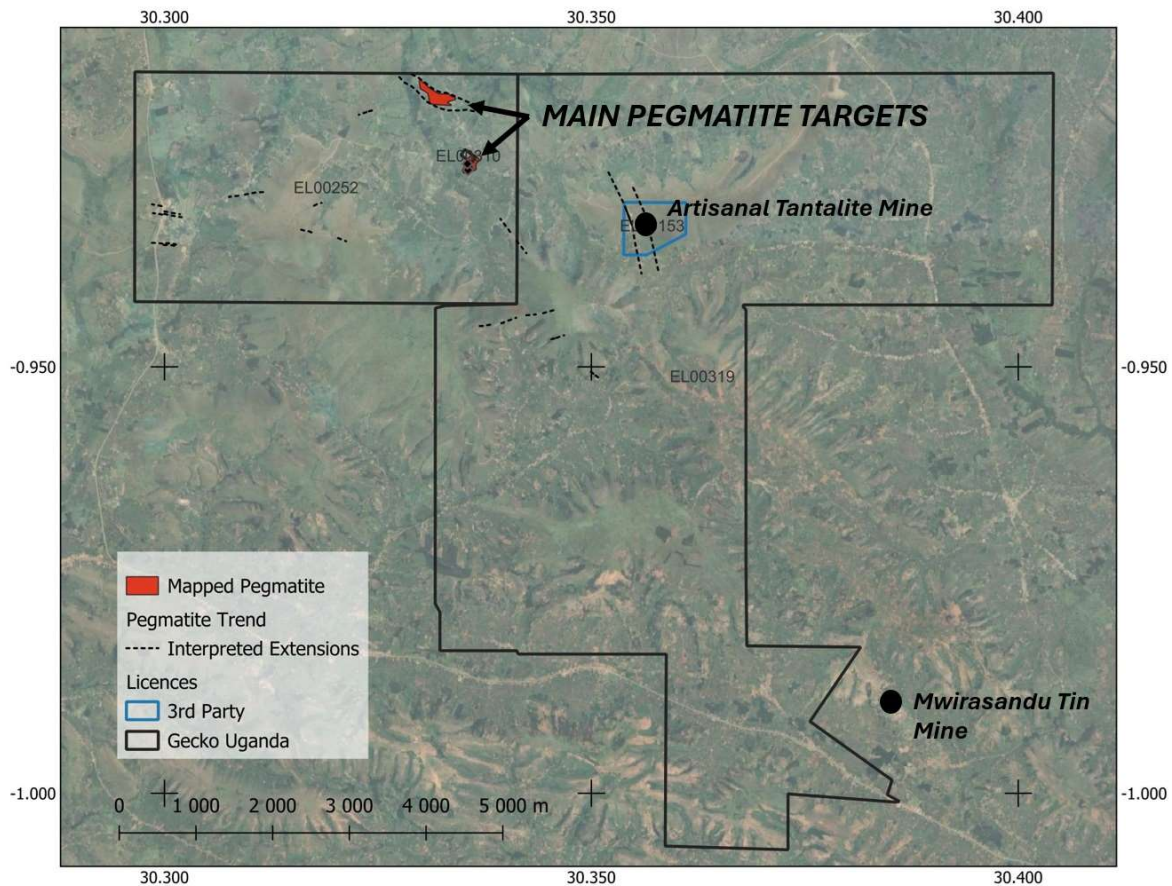 30.300 30.350 30.400
MAIN PEGMATITE TARGETS
EL00252
Artisanal Tantalite Mine
-0.950 -0.950
EL00319
Mapped Pegmatite
Pegmatite Trend
Interpreted Extensions
Licences
3rd Party
Gecko Uganda
Mwirasandu Tin
Mine
-1.000 -1.000
0 1 000 2 000 3 000 4 000 5 000 m
30.300 30.350 30.400